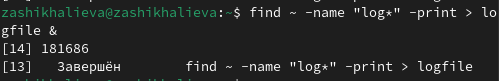 zashikhalieva@zashikhalieva:~$ find ~ -name "log*" -print > lo
gfile &
[14] 181686
[13]   Завершён        find ~ -name "log*" -print > logfile